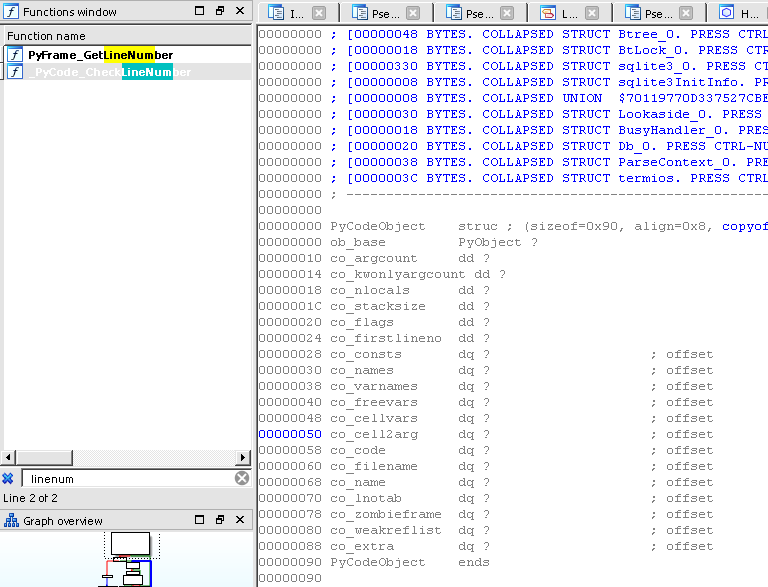 Functions window
Function name
PyFrame_GetLineNumber
_PyCode_CheckLineNumber
linenum
Line 2 of 2
Graph overview
I...
Pse...
Pse...
L...
Pse...
H...
00000000 ; [00000048 BYTES. COLLAPSED STRUCT Btree_0. PRESS CTRL
00000000 ; [00000018 BYTES. COLLAPSED STRUCT BtLock_0. PRESS CTR
00000000 ; [00000330 BYTES. COLLAPSED STRUCT sqlite3_0. PRESS CT
00000000 ; [00000008 BYTES. COLLAPSED STRUCT sqlite3InitInfo. PR
00000000 ; [00000008 BYTES. COLLAPSED UNION $70119770D337527CBE
00000000 ; [00000030 BYTES. COLLAPSED STRUCT Lookaside_0. PRESS
00000000 ; [00000018 BYTES. COLLAPSED STRUCT BusyHandler_0. PRES
00000000 ; [00000020 BYTES. COLLAPSED STRUCT Db_0. PRESS CTRL-NU
00000000 ; [00000038 BYTES. COLLAPSED STRUCT ParseContext_0. PRE
00000000 ; [0000003C BYTES. COLLAPSED STRUCT termios. PRESS CTRL
00000000 ; ---------------------------------------------------
00000000
00000000 PyCodeObject struc ; (sizeof=0x90, align=0x8, copyof
00000000 ob_base PyObject ?
00000010 co_argcount dd ?
00000014 co_kwonlyargcount dd ?
00000018 co_nlocals dd ?
0000001C co_stacksize dd ?
00000020 co_flags dd ?
00000024 co_firstlineno dd ?
00000028 co_consts dq ? ; offset
00000030 co_names dq ? ; offset
00000038 co_varnames dq ? ; offset
00000040 co_freevars dq ? ; offset
00000048 co_cellvars dq ? ; offset
00000050 co_cell2arg dq ? ; offset
00000058 co_code dq ? ; offset
00000060 co_filename dq ? ; offset
00000068 co_name dq ? ; offset
00000070 co_lnotab dq ? ; offset
00000078 co_zombieframe dq ? ; offset
00000080 co_weakreflist dq ? ; offset
00000088 co_extra dq ? ; offset
00000090 PyCodeObject ends
00000090